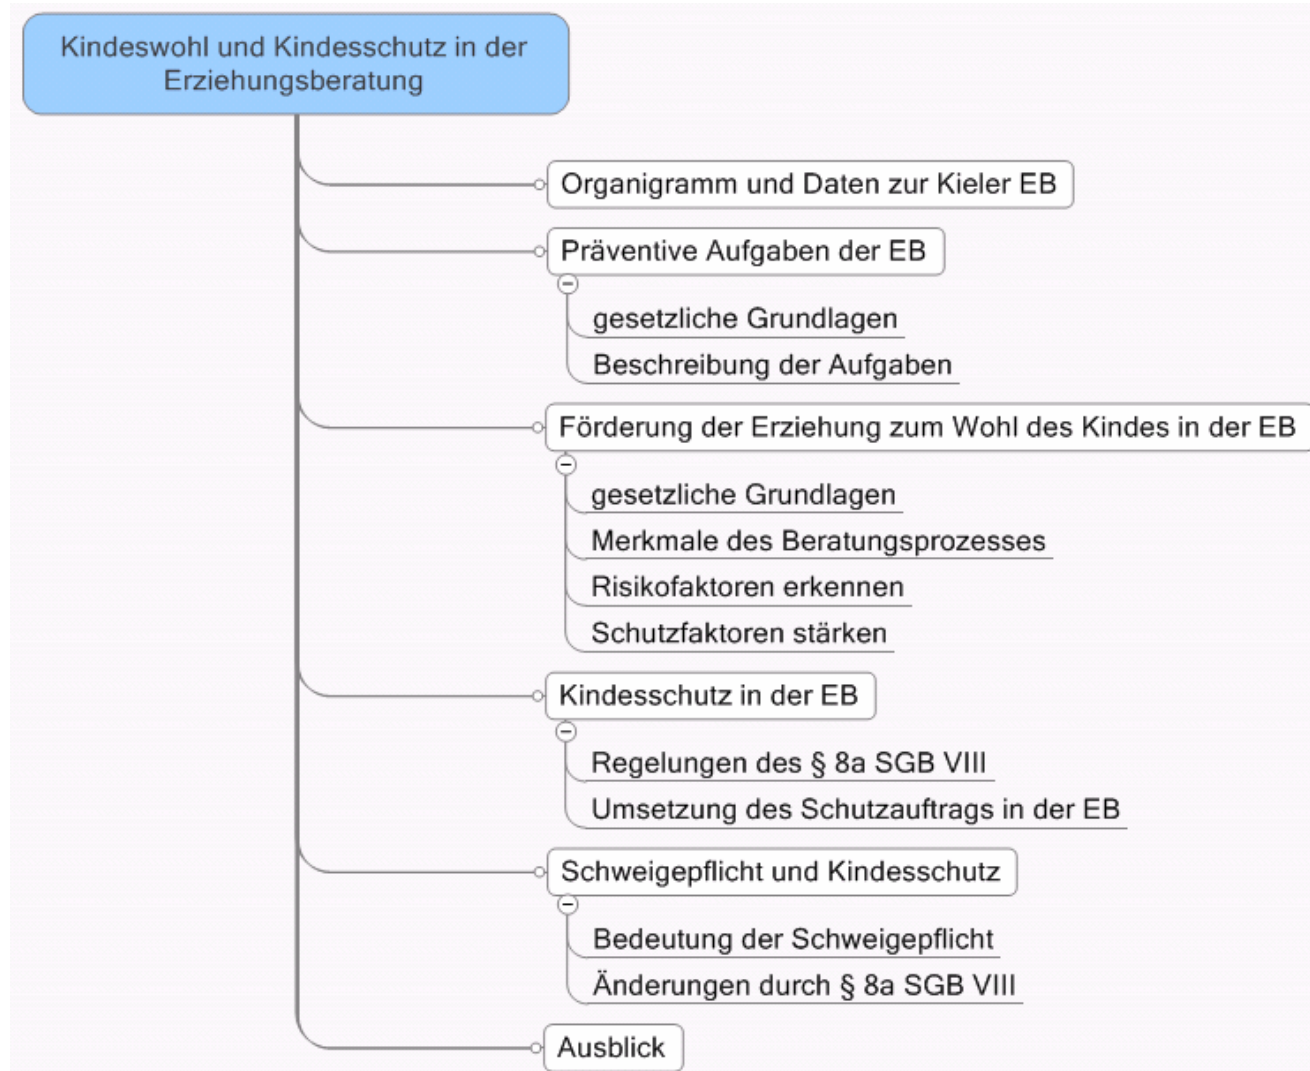 Kindeswohl und Kindesschutz in der
Erziehungsberatung
Organigramm und Daten zur Kieler EB
Präventive Aufgaben der EB
gesetzliche Grundlagen
Beschreibung der Aufgaben
Förderung der Erziehung zum Wohl des Kindes in der EB
gesetzliche Grundlagen
Merkmale des Beratungsprozesses
Risikofaktoren erkennen
Schutzfaktoren stärken
Kindesschutz in der EB
Regelungen des § 8a SGB VIII
Umsetzung des Schutzauftrags in der EB
Schweigepflicht und Kindesschutz
Bedeutung der Schweigepflicht
Änderungen durch § 8a SGB VIII
Ausblick